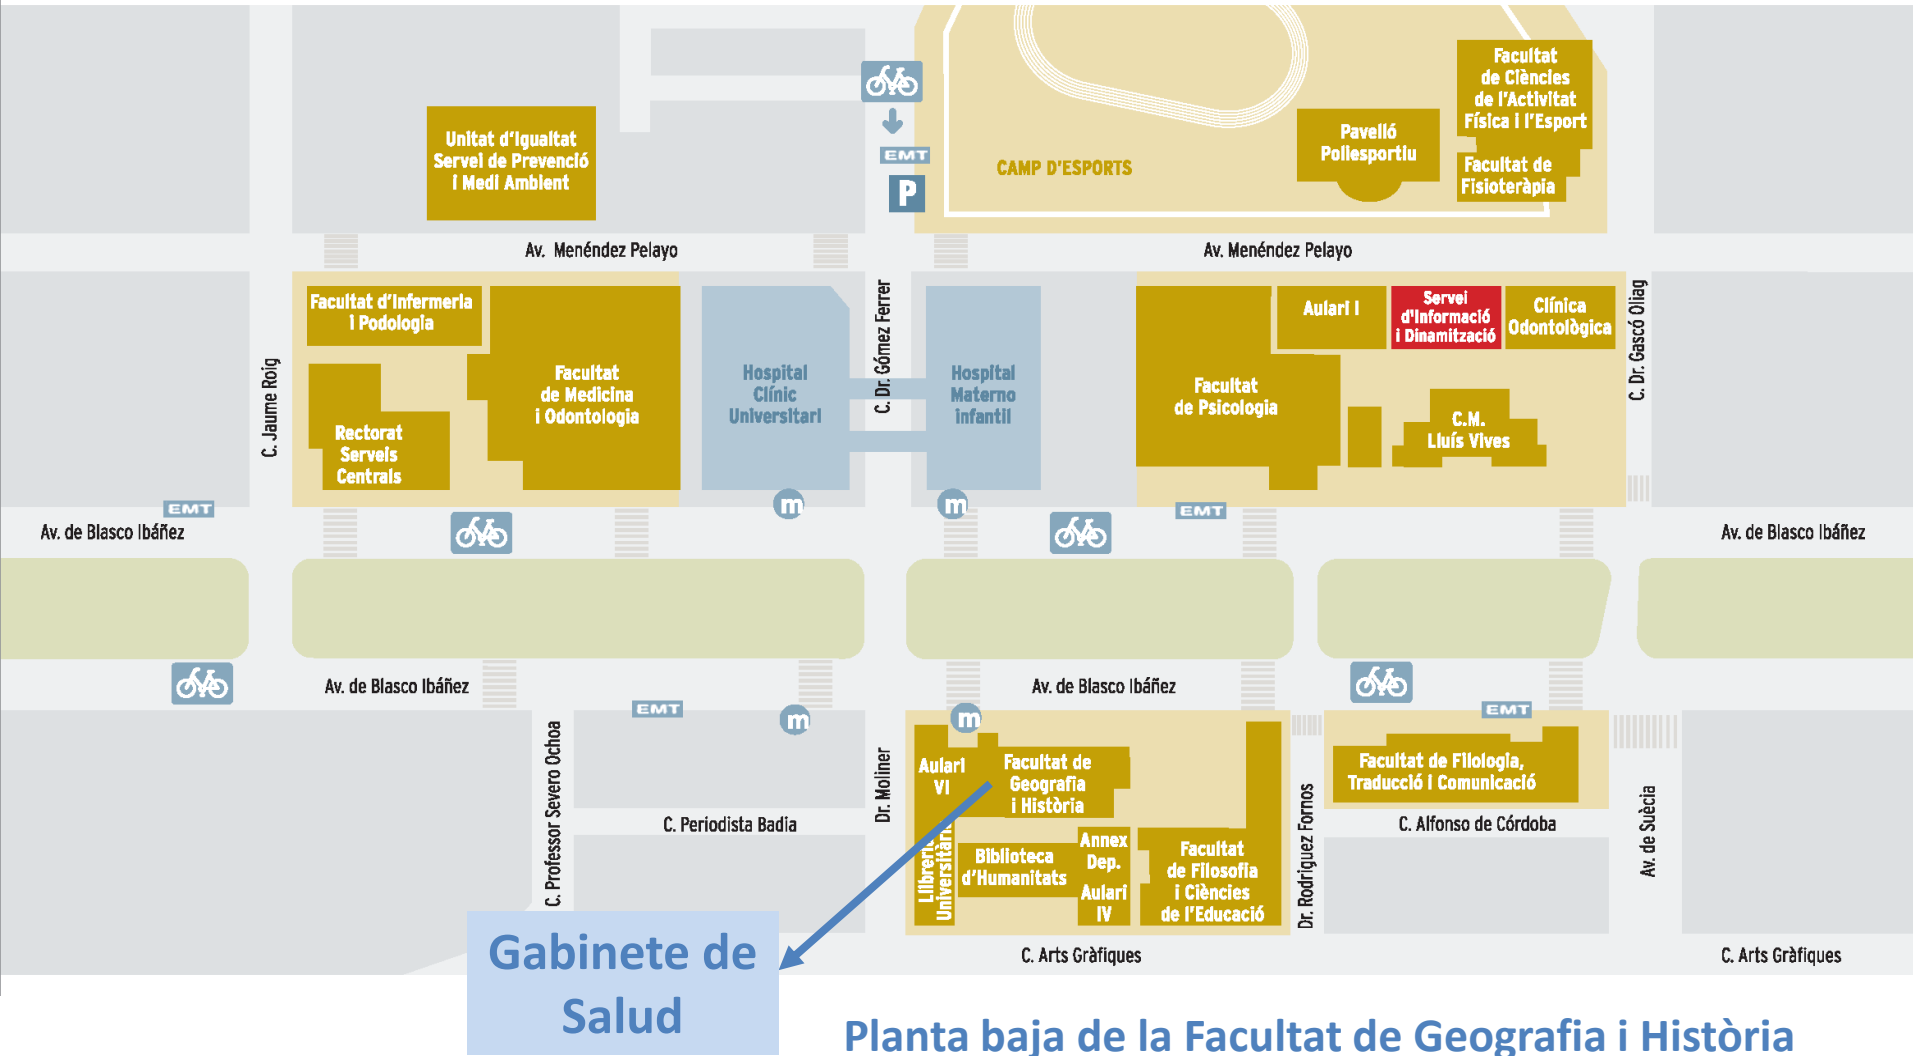 Facultat
de Ciències
de l'Activitat
Física i l'Esport
Unitat d'Igualtat
Servei de Prevenció
i Medi Ambient
EMT
P
CAMP D'ESPORTS
Pavelló
Poliesportiu
Facultat de
Fisioteràpia
Av. Menéndez Pelayo
Av. Menéndez Pelayo
Facultat d'Infermeria
i Podologia
C. Dr. Gómez Ferrer
Aulari I
Servei
d'Informació
i Dinamització
Clínica
Odontològica
C. Dr. Gascó Oliag
C. Jaume Roig
Facultat
de Medicina
i Odontologia
Hospital
Clínic
Universitari
Hospital
Materno
infantil
Facultat
de Psicologia
C.M.
Lluís Vives
Rectorat
Serveis
Centrals
EMT
m
m
EMT
Av. de Blasco Ibáñez
Av. de Blasco Ibáñez
Av. de Blasco Ibáñez
Av. de Blasco Ibáñez
EMT
m
m
EMT
C. Professor Severo Ochoa
Dr. Moliner
Aulari
VI
Facultat de
Geografia
i Història
Facultat de Filologia,
Traducció i Comunicació
C. Periodista Badia
Llibreria
Universitària
Biblioteca
d'Humanitats
Annex
Dep.
Aulari
IV
Facultat
de Filosofia
i Ciències
de l'Educació
Dr. Rodriguez Fornos
C. Alfonso de Córdoba
Av. de Suècia
C. Arts Gràfiques
C. Arts Gràfiques
Gabinete de
Salud
Planta baja de la Facultat de Geografia i Història